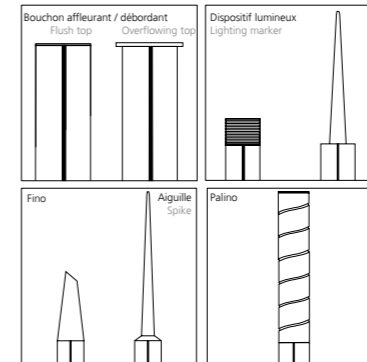 Bouchon affleurant / débordant
Flush top
Overflowing top
Dispositif lumineux
Lighting marker
Fino
Aiguille
Spike
Palino